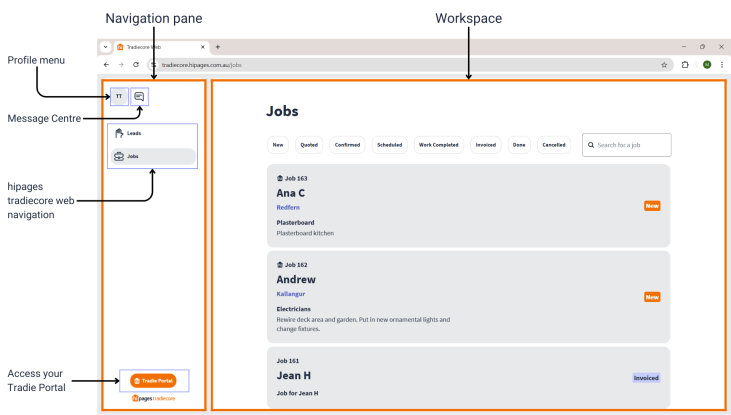 Navigation pane
Workspace
Tradiecore Web
tradiecore.hipages.com.au/jobs
M
Profile menu
TT
Message Centre
Leads
Jobs
hipages
tradiecore web
navigation
Access your
Tradie Portal
Tradie Portal
hipages tradiecore
Jobs
New
Quoted
Confirmed
Scheduled
Work Completed
Invoiced
Done
Cancelled
Search for a job
Job 163
Ana C
Redfern
New
Plasterboard
Plasterboard kitchen
Job 162
Andrew
Kallangur
New
Electricians
Rewire deck area and garden. Put in new ornamental lights and
change fixtures.
Job 161
Jean H
Invoiced
Job for Jean H